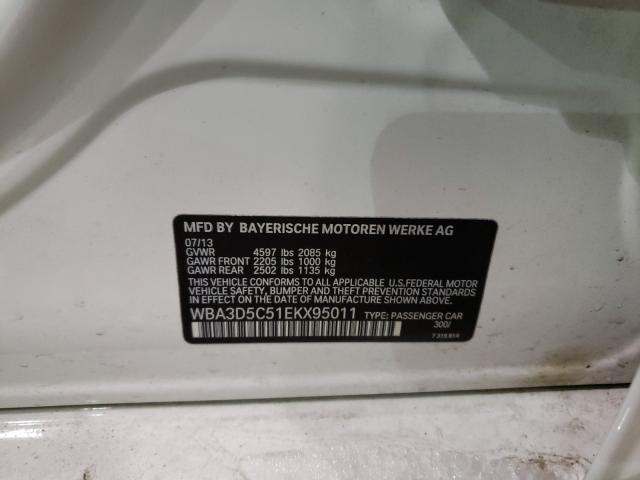 MFD BY BAYERISCHE MOTOREN WERKE AG
07/13
GVWR 4597 lbs 2085 kg
GAWR FRONT 2205 lbs 1000 kg
GAWR REAR 2502 lbs 1135 kg
THIS VEHICLE CONFORMS TO ALL APPLICABLE U.S.FEDERAL MOTOR
VEHICLE SAFETY, BUMPER, AND THEFT PREVENTION STANDARDS IN
EFFECT ON THE DATE OF MANUFACTURE SHOWN ABOVE.
WBA3D5C51EKX95011 TYPE: PASSENGER CAR
300/